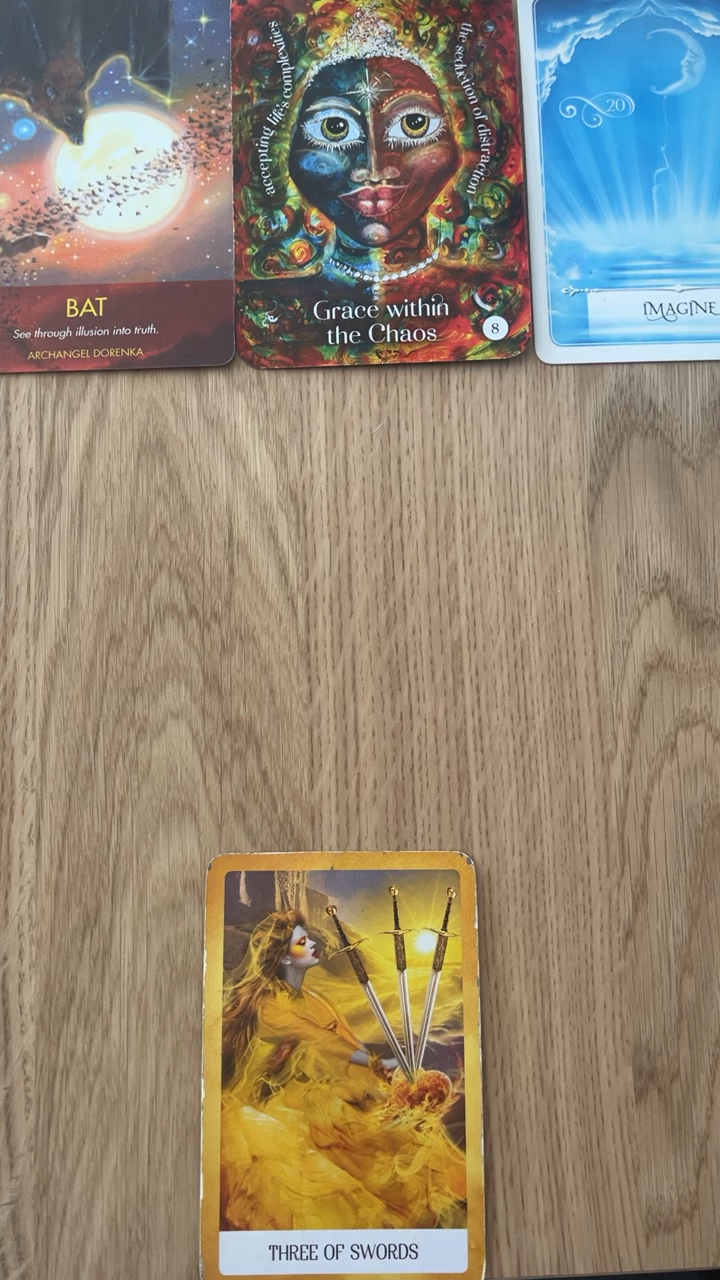 BAT
See through illusion into truth.
ARCHANGEL DORENKA
accepting life's complexities
the seduction of distraction
Grace within
the Chaos
8
20
IMAGINE
THREE OF SWORDS